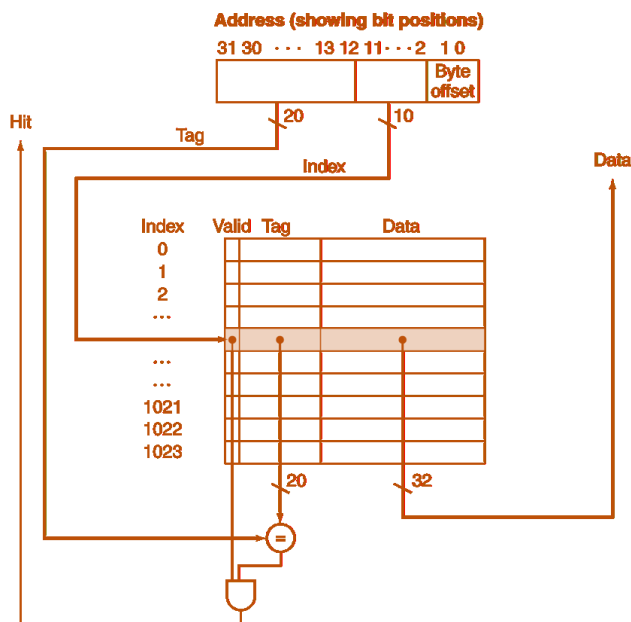 Address (showing bit positions)
31 30 ··· 13 12 11 ··· 2 1 0
Byte
offset
20
10
Hit
Tag
Index
Data
Index Valid Tag Data
0
1
2
...
...
...
1021
1022
1023
20
32
=